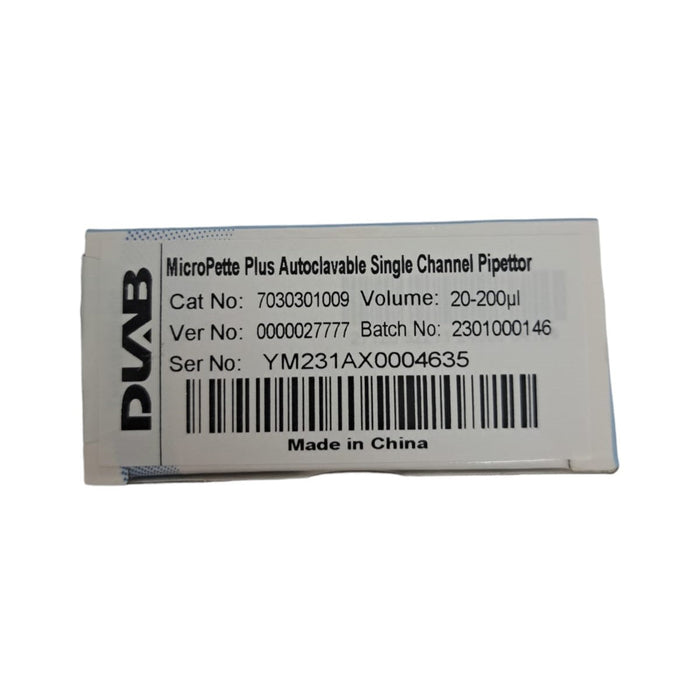 DLAB
MicroPette Plus Autoclavable Single Channel Pipettor
Cat No: 7030301009 Volume: 20-200µl
Ver No: 0000027777 Batch No: 2301000146
Ser No: YM231AX0004635
Made in China